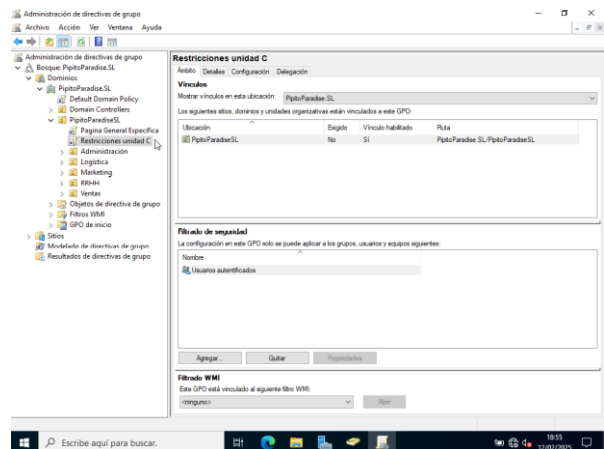 Administración de directivas de grupo
Archivo Acción Ver Ventana Ayuda
Administración de directivas de grupo
Bosque: PipitoParadise.SL
Dominios
PipitoParadise.SL
Default Domain Policy
Domain Controllers
PipitoParadiseSL
Pagina General Especifica
Restricciones unidad C
Administración
Logística
Marketing
RRHH
Ventas
Objetos de directiva de grupo
Filtros WMI
GPO de inicio
Sitios
Modelado de directivas de grupo
Resultados de directivas de grupo
Restricciones unidad C
Ámbito Detalles Configuración Delegación
Vínculos
Mostrar vínculos en esta ubicación: PipitoParadise.SL
Los siguientes sitios, dominios y unidades organizativas están vinculados a este GPO:
Ubicación Exigido Vínculo habilitado Ruta
PipitoParadiseSL No Sí PipitoParadise.SL/PipitoParadiseSL
Filtrado de seguridad
La configuración en este GPO solo se puede aplicar a los grupos, usuarios y equipos siguientes:
Nombre
Usuarios autentificados
Agregar... Quitar Propiedades
Filtrado WMI
Este GPO está vinculado al siguiente filtro WMI:
<ninguno> Abrir
Escribe aquí para buscar.
18:55
12/02/2025